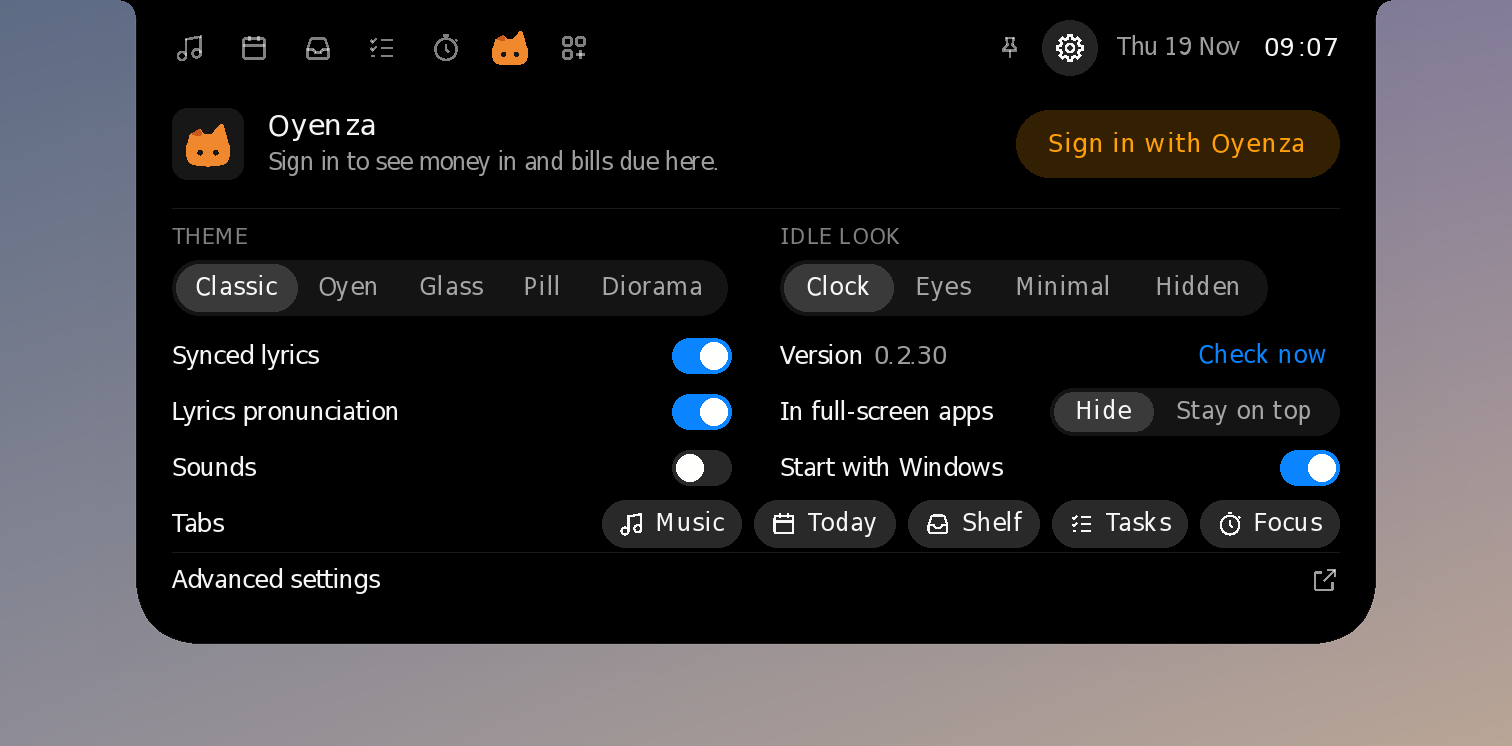 Thu 19 Nov 09:07
Oyenza
Sign in to see money in and bills due here.
Sign in with Oyenza
THEME
Classic Oyen Glass Pill Diorama
IDLE LOOK
Clock Eyes Minimal Hidden
Synced lyrics
Version 0.2.30 Check now
Lyrics pronunciation
In full-screen apps Hide Stay on top
Sounds
Start with Windows
Tabs Music Today Shelf Tasks Focus
Advanced settings